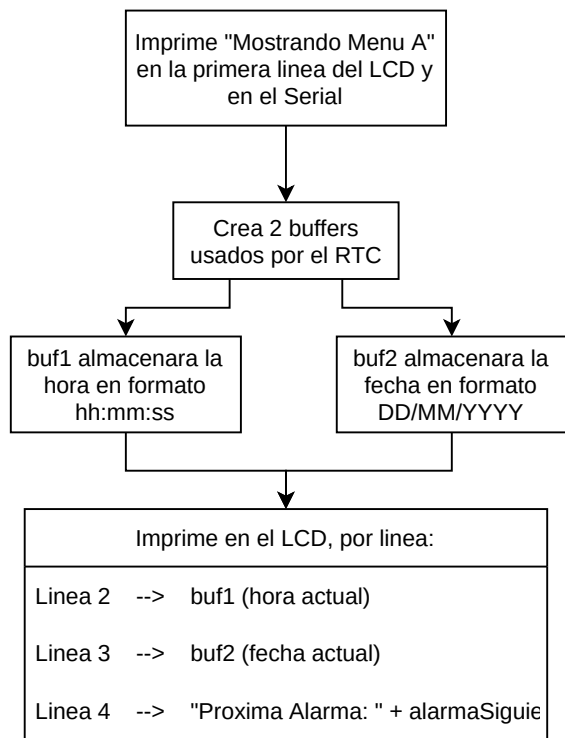 Imprime "Mostrando Menu A"
en la primera linea del LCD y
en el Serial
Crea 2 buffers
usados por el RTC
buf1 almacenara la
hora en formato
hh:mm:ss
buf2 almacenara la
fecha en formato
DD/MM/YYYY
Imprime en el LCD, por linea:
Linea 2 --> buf1 (hora actual)
Linea 3 --> buf2 (fecha actual)
Linea 4 --> "Proxima Alarma: " + alarmaSiguie